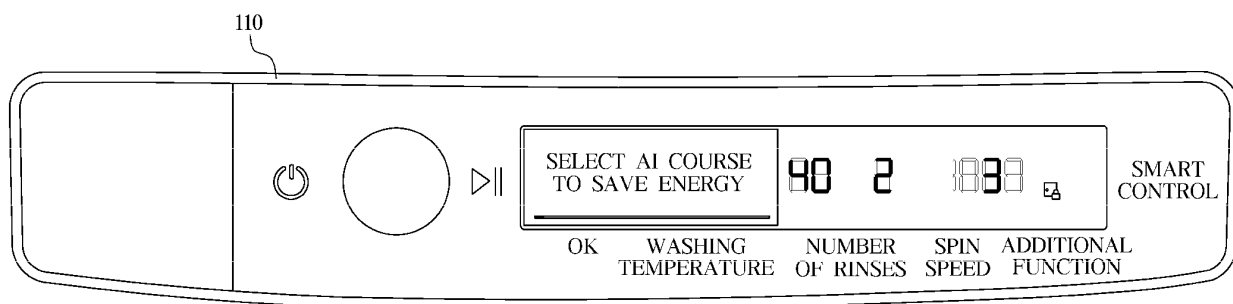 110
SELECT AI COURSE
TO SAVE ENERGY
40 2 3
SMART
CONTROL
OK
WASHING
TEMPERATURE
NUMBER
OF RINSES
SPIN
SPEED
ADDITIONAL
FUNCTION